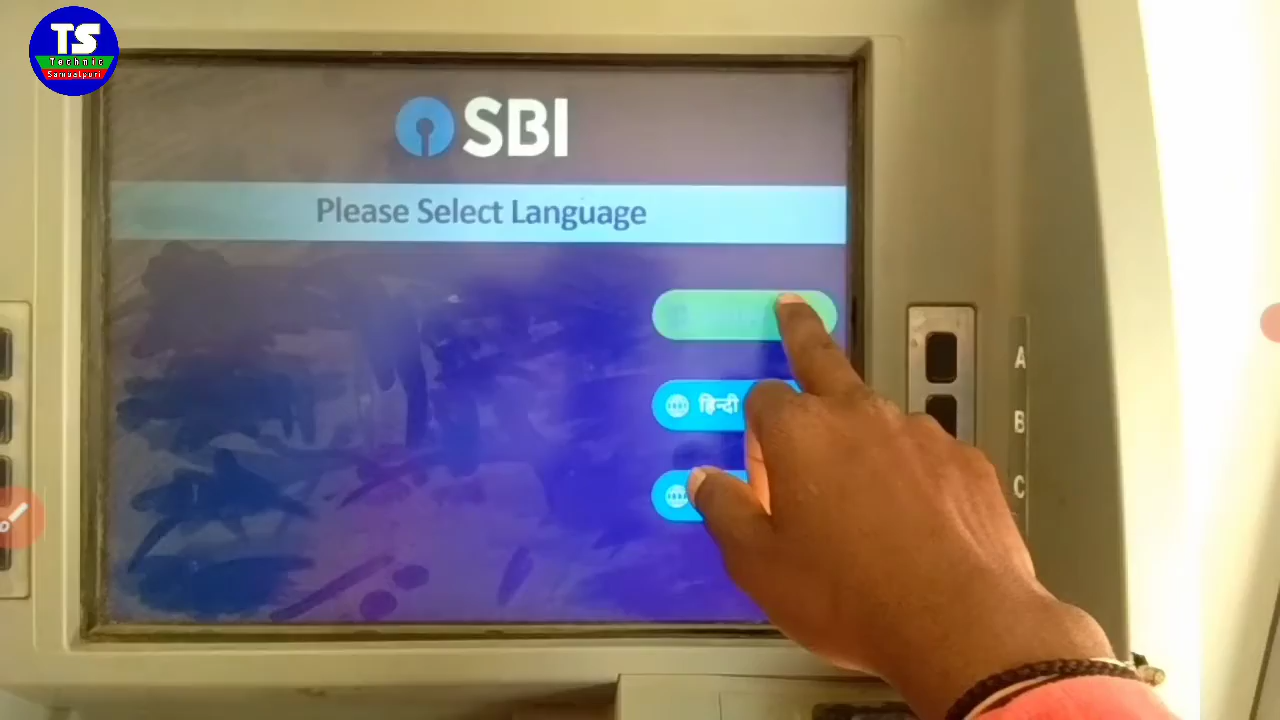 TS
Technic
Sambalpuri
SBI
Please Select Language
हिन्दी
A
B
C